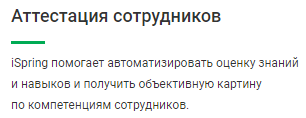 Аттестация сотрудников
iSpring помогает автоматизировать оценку знаний
и навыков и получить объективную картину
по компетенциям сотрудников.